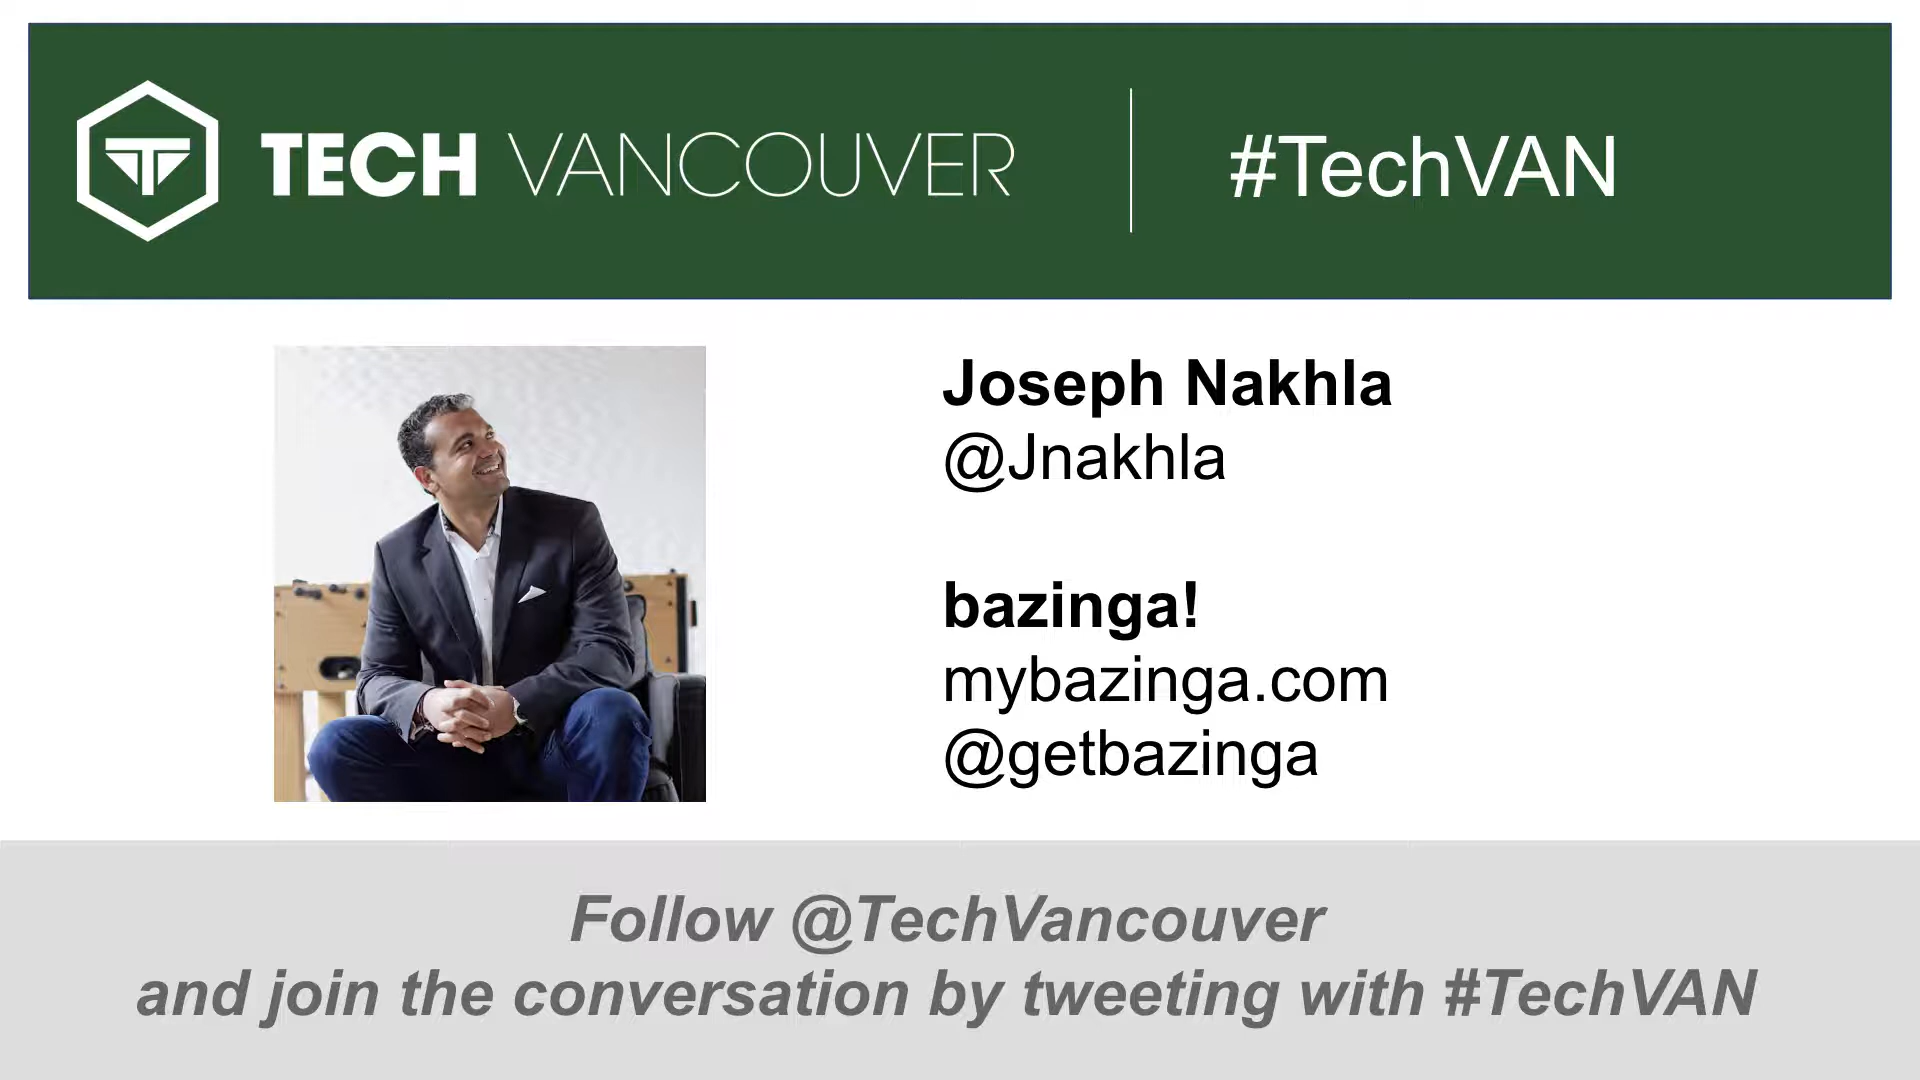 TECH VANCOUVER
#TechVAN
Joseph Nakhla
@Jnakhla
bazinga!
mybazinga.com
@getbazinga
Follow @TechVancouver
and join the conversation by tweeting with #TechVAN